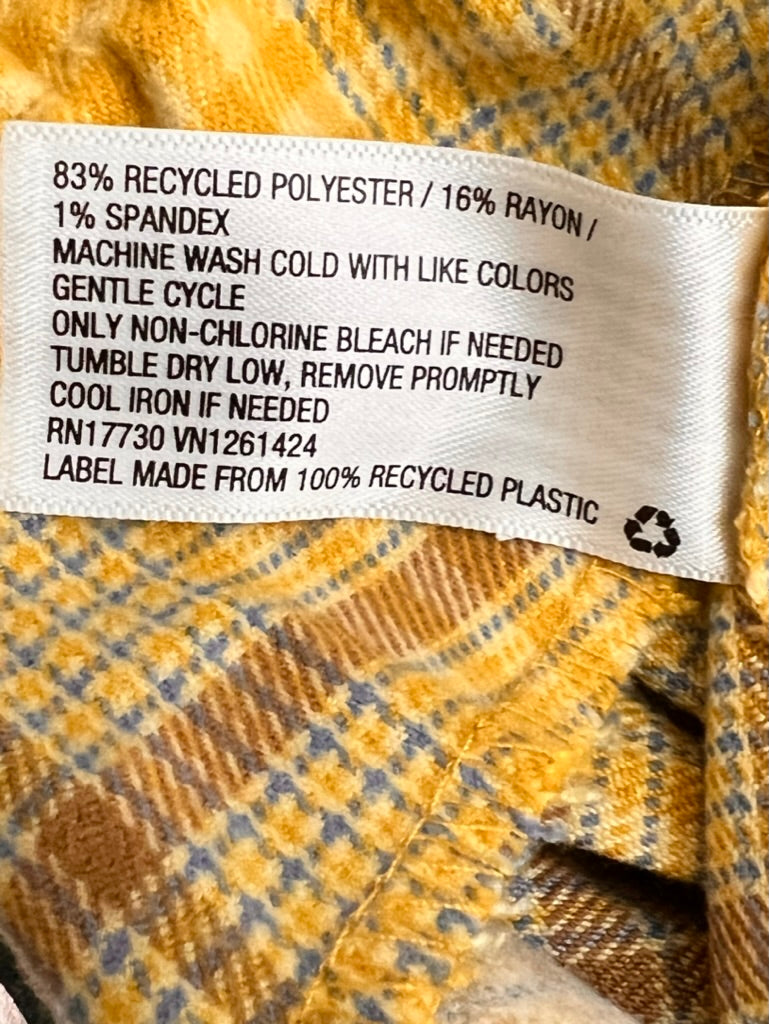 83% RECYCLED POLYESTER / 16% RAYON /
1% SPANDEX
MACHINE WASH COLD WITH LIKE COLORS
GENTLE CYCLE
ONLY NON-CHLORINE BLEACH IF NEEDED
TUMBLE DRY LOW, REMOVE PROMPTLY
COOL IRON IF NEEDED
RN17730 VN1261424
LABEL MADE FROM 100% RECYCLED PLASTIC